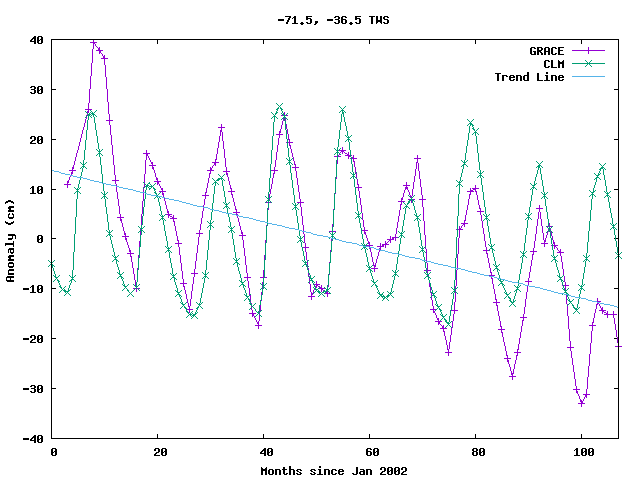 -71.5, -36.5 TWS
GRACE
CLM
Trend Line
40
30
20
10
0
-10
-20
-30
-40
Anomaly (cm)
0 20 40 60 80 100
Months since Jan 2002